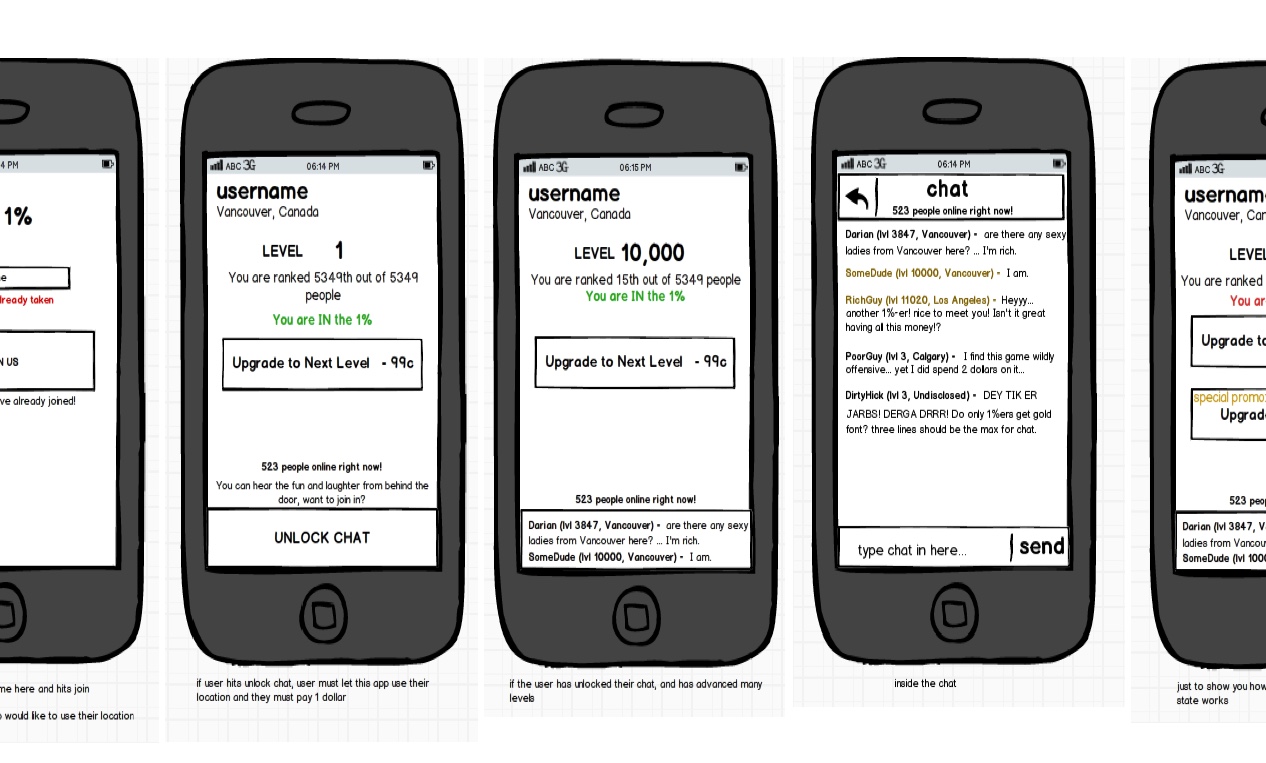 4 PM
1%
e
already taken
N US
ve already joined!
me here and hits join
would like to use their location
ABC 3G 06:14 PM
username
Vancouver, Canada
LEVEL 1
You are ranked 5349th out of 5349
people
You are IN the 1%
Upgrade to Next Level - 99c
523 people online right now!
You can hear the fun and laughter from behind the
door, want to join in?
UNLOCK CHAT
if user hits unlock chat, user must let this app use their
location and they must pay 1 dollar
ABC 3G 06:15 PM
username
Vancouver, Canada
LEVEL 10,000
You are ranked 15th out of 5349 people
You are IN the 1%
Upgrade to Next Level - 99c
523 people online right now!
Darian (lvl 3847, Vancouver) - are there any sexy
ladies from Vancouver here? ... I'm rich.
SomeDude (lvl 10000, Vancouver) - I am.
if the user has unlocked their chat, and has advanced many
levels
ABC 3G 06:14 PM
chat
523 people online right now!
Darian (lvl 3847, Vancouver) - are there any sexy
ladies from Vancouver here? ... I'm rich.
SomeDude (lvl 10000, Vancouver) - I am.
RichGuy (lvl 11020, Los Angeles) - Heyyy...
another 1%-er! nice to meet you! Isn't it great
having all this money!?
PoorGuy (lvl 3, Calgary) - I find this game wildly
offensive... yet I did spend 2 dollars on it...
DirtyHick (lvl 3, Undisclosed) - DEY TIK ER
JARBS! DERGA DRRR! Do only 1%ers get gold
font? three lines should be the max for chat.
type chat in here... send
inside the chat
ABC 3G
usernam
Vancouver, Ca
LEVEL
You are ranked
You ar
Upgrade to
special promo
Upgrad
523 peo
Darian (lvl 3847, V
ladies from Vancou
SomeDude (lvl 1000
just to show you how
state works